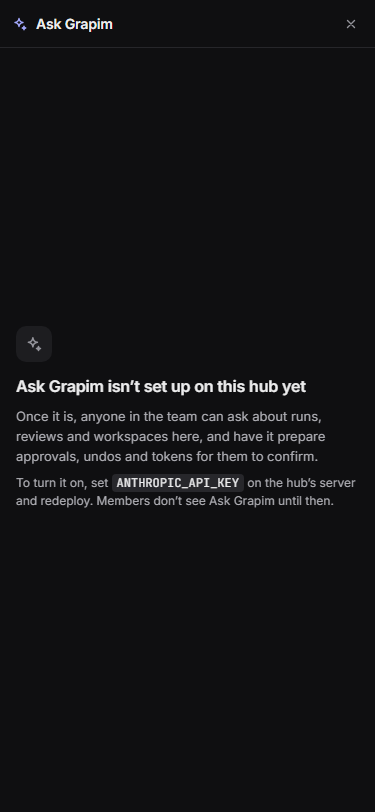 Ask Grapim
Ask Grapim isn’t set up on this hub yet
Once it is, anyone in the team can ask about runs,
reviews and workspaces here, and have it prepare
approvals, undos and tokens for them to confirm.
To turn it on, set ANTHROPIC_API_KEY on the hub’s server
and redeploy. Members don’t see Ask Grapim until then.